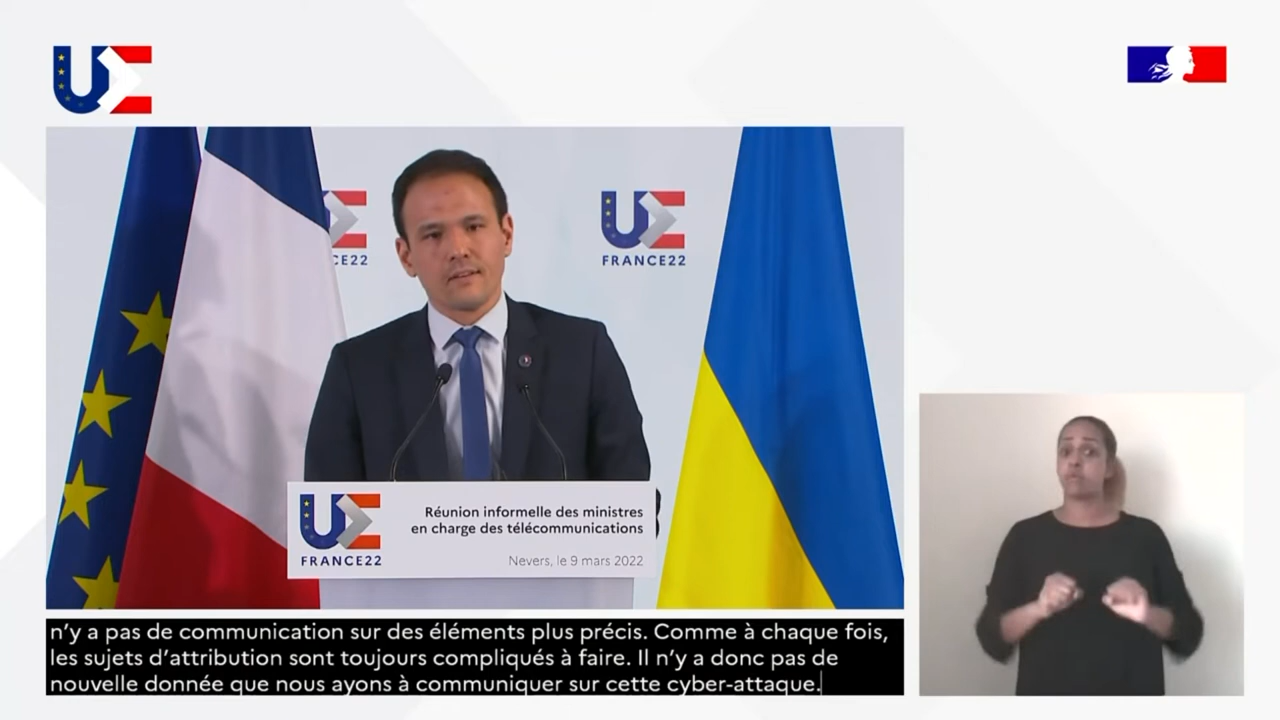 UE
UE
FRANCE22
UE
CE22
Réunion informelle des ministres
en charge des télécommunications
UE
FRANCE22
Nevers, le 9 mars 2022
n’y a pas de communication sur des éléments plus précis. Comme à chaque fois,
les sujets d’attribution sont toujours compliqués à faire. Il n’y a donc pas de
nouvelle donnée que nous ayons à communiquer sur cette cyber-attaque.